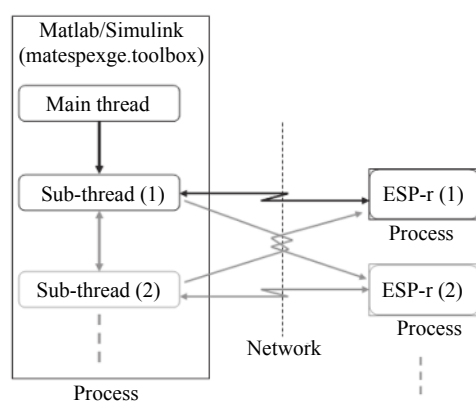 Matlab/Simulink
(matespexge.toolbox)
Main thread
Sub-thread (1)
ESP-r (1)
Process
Sub-thread (2)
ESP-r (2)
Process
Network
Process